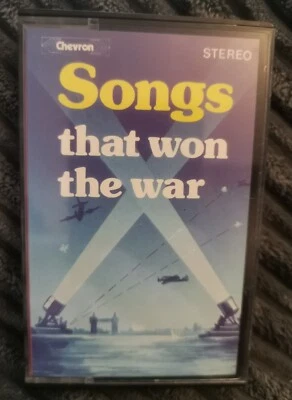 Chevron
STEREO
Songs
that won
the war